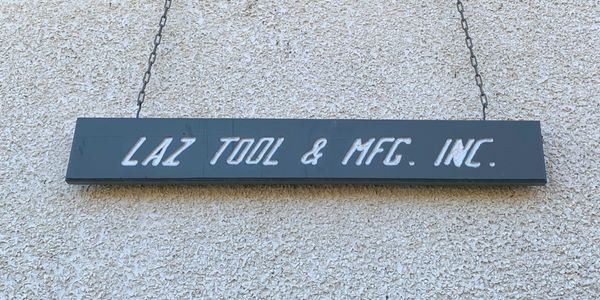 LAZ TOOL & MFG. INC.